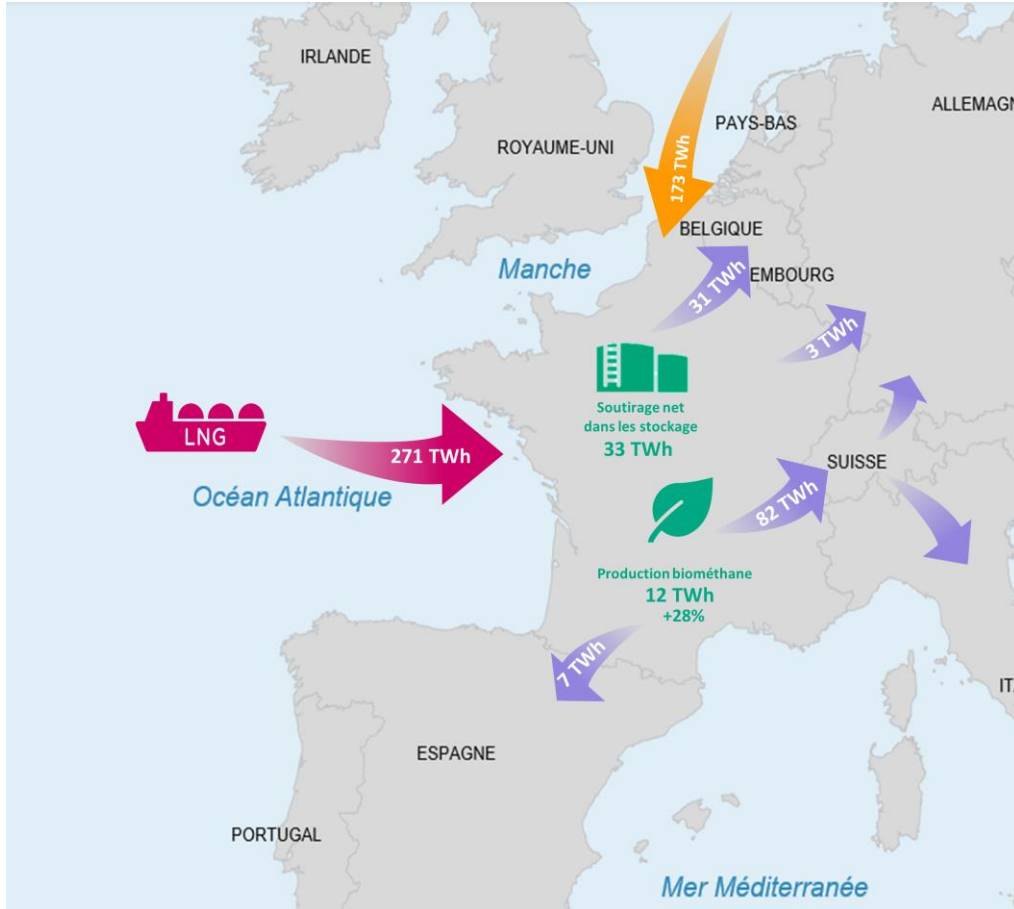 IRLANDE
ROYAUME-UNI
PAYS-BAS
ALLEMAGN
173 TWh
BELGIQUE
Manche
31 TWh
EMBOURG
3 TWh
LNG
271 TWh
Océan Atlantique
Soutirage net
dans les stockage
33 TWh
SUISSE
82 TWh
Production biométhane
12 TWh
+28%
7 TWh
ITA
ESPAGNE
PORTUGAL
Mer Méditerranée